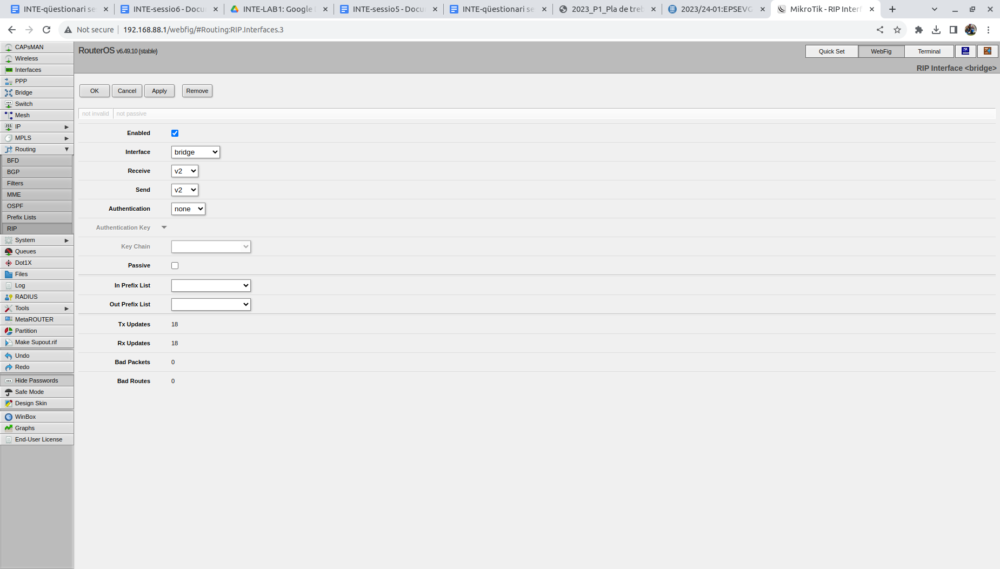 INTE-qüestionari se
INTE-sessio6 - Docu
INTE-LAB1: Google
INTE-sessio5 - Docu
INTE-qüestionari se
2023_P1_Pla de treb
2023/24-01:EPSEVG
MikroTik - RIP Interf
Not secure
192.168.88.1/webfig/#Routing:RIP.Interfaces.3
RouterOS v6.49.10 (stable)
Quick Set
WebFig
Terminal
RIP Interface <bridge>
CAPsMAN
Wireless
Interfaces
PPP
Bridge
Switch
Mesh
IP
MPLS
Routing
BFD
BGP
Filters
MME
OSPF
Prefix Lists
RIP
System
Queues
Dot1X
Files
Log
RADIUS
Tools
MetaROUTER
Partition
Make Supout.rif
Undo
Redo
Hide Passwords
Safe Mode
Design Skin
WinBox
Graphs
End-User License
OK
Cancel
Apply
Remove
not invalid
not passive
Enabled
Interface bridge
Receive v2
Send v2
Authentication none
Authentication Key
Key Chain
Passive
In Prefix List
Out Prefix List
Tx Updates 18
Rx Updates 18
Bad Packets 0
Bad Routes 0